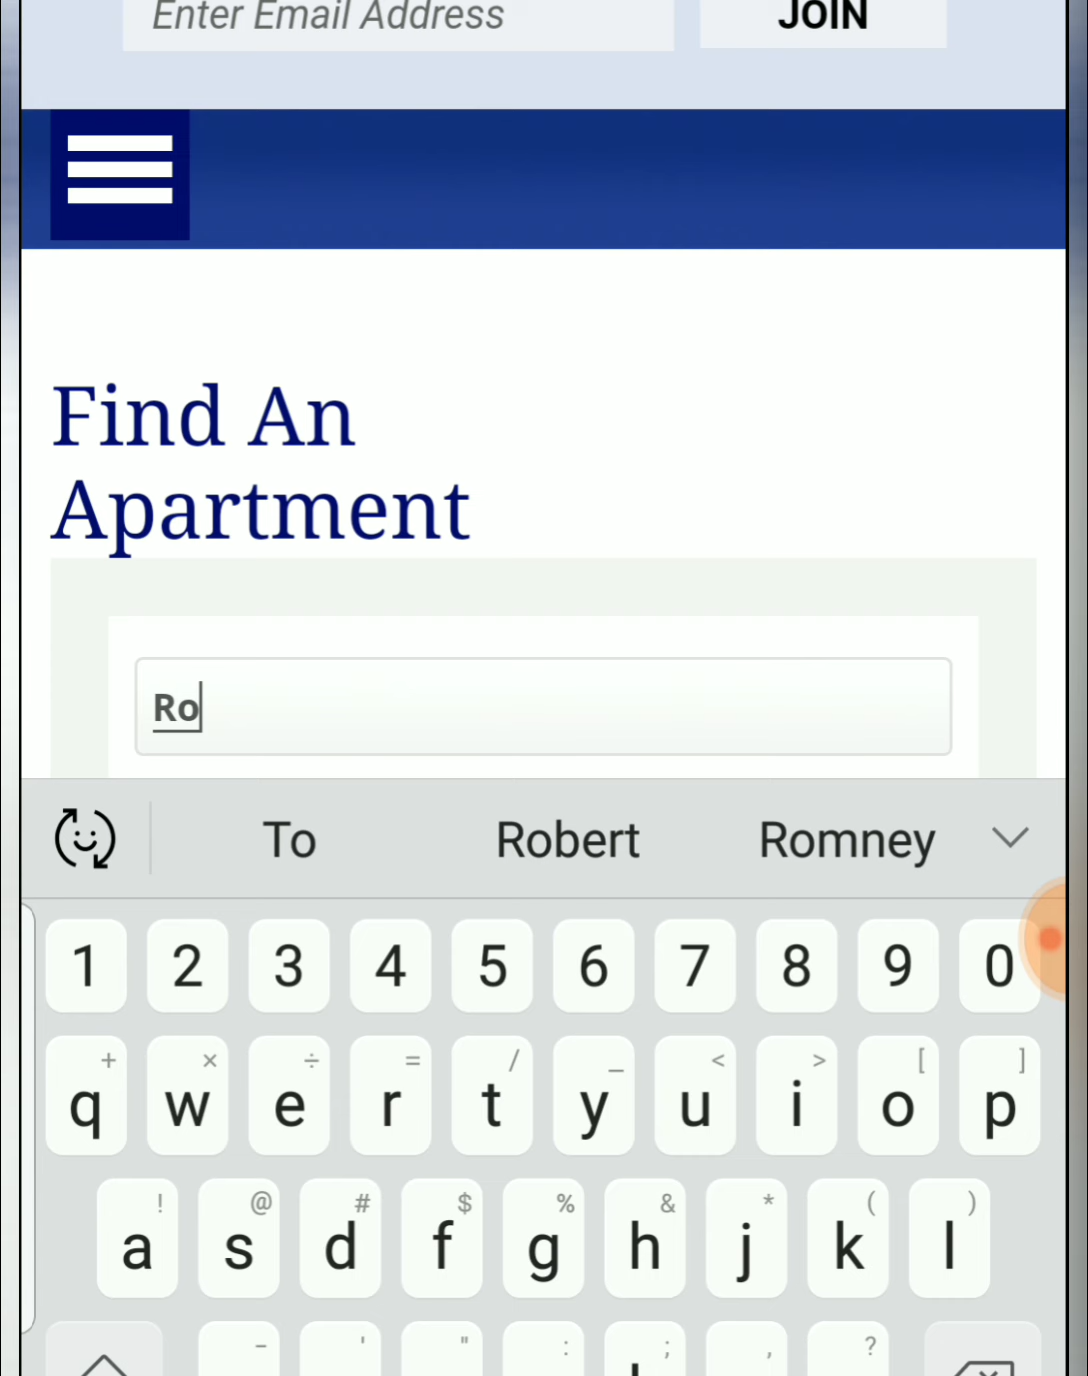 Enter Email Address
JOIN
Find An
Apartment
Ro
To Robert Romney
1 2 3 4 5 6 7 8 9 0
+ × ÷ = / _ < > [ ]
q w e r t y u i o p
! @ # $ % & * ( )
a s d f g h j k l
- ' " : ; , ?